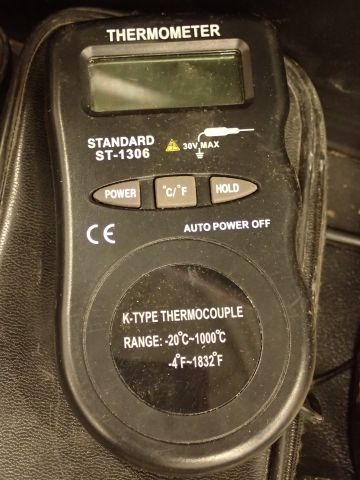 THERMOMETER
STANDARD
ST-1306
30V MAX
POWER
°C/°F
HOLD
CE
AUTO POWER OFF
K-TYPE THERMOCOUPLE
RANGE: -20°C~1000°C
-4°F~1832°F